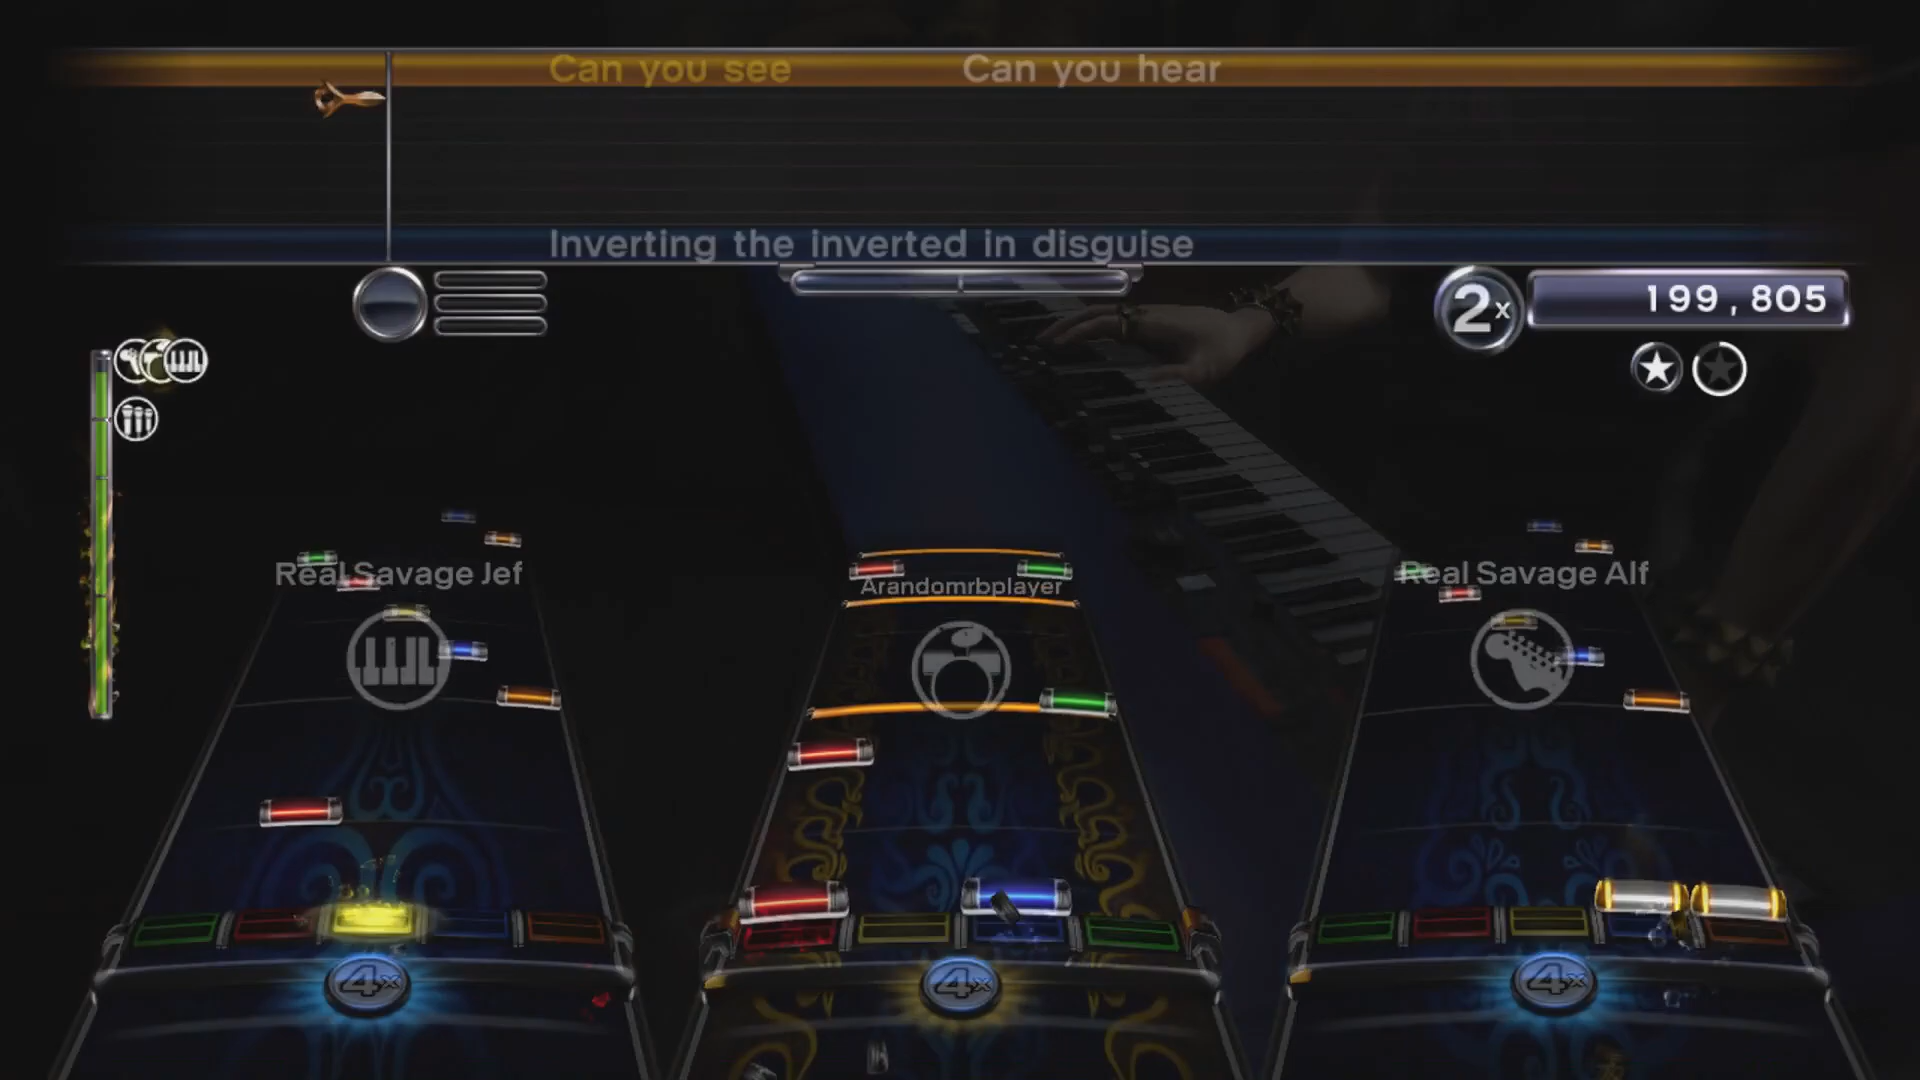 Can you see Can you hear
Inverting the inverted in disguise
2x
199,805
Real Savage Jef
Arandomrbplayer
Real Savage Alf
4x
4x
4x